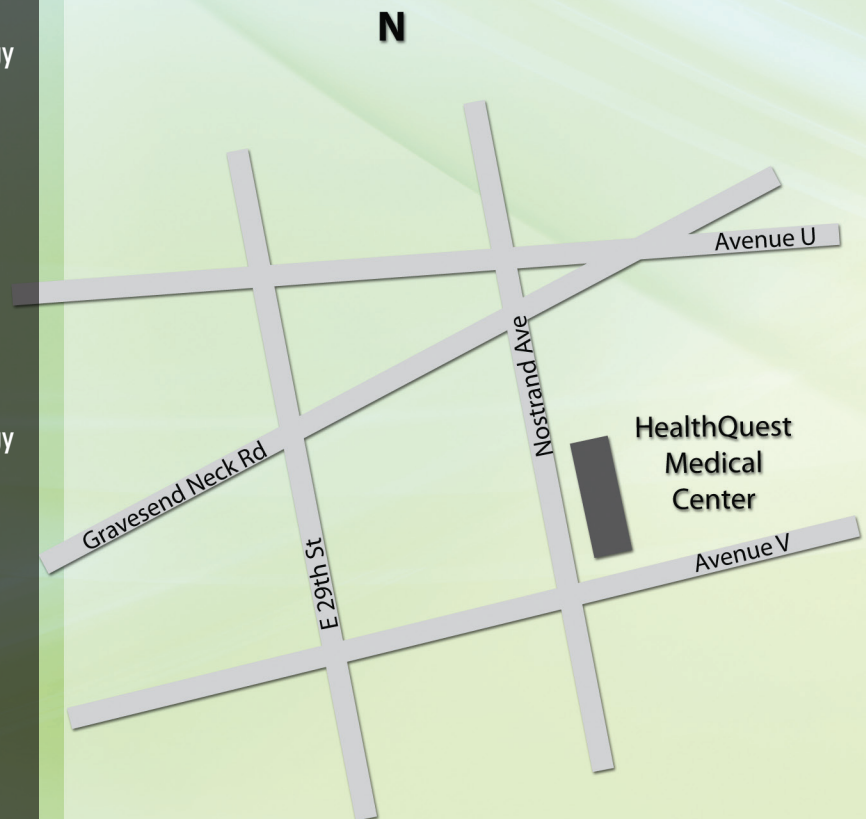 N
Avenue U
Nostrand Ave
HealthQuest
Medical
Center
Gravesend Neck Rd
Avenue V
E 29th St